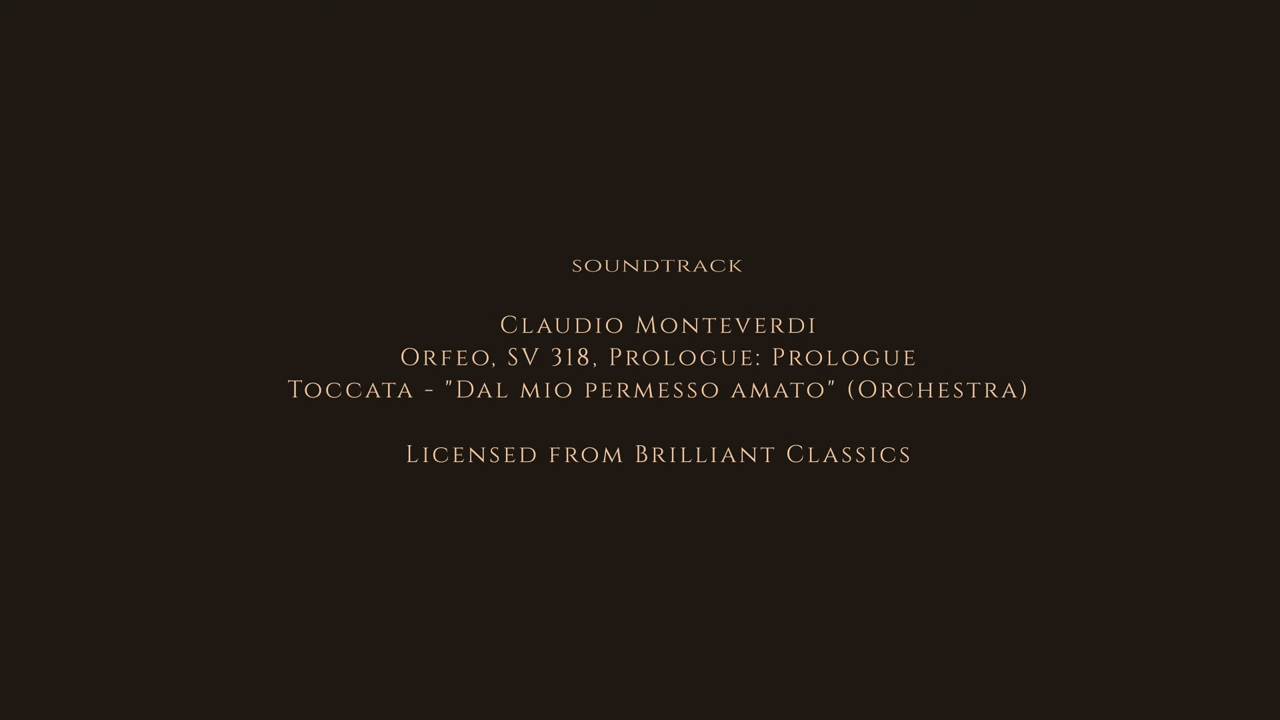 SOUNDTRACK
Claudio Monteverdi
Orfeo, SV 318, Prologue: Prologue
Toccata - "Dal mio permesso amato" (Orchestra)
Licensed from Brilliant Classics